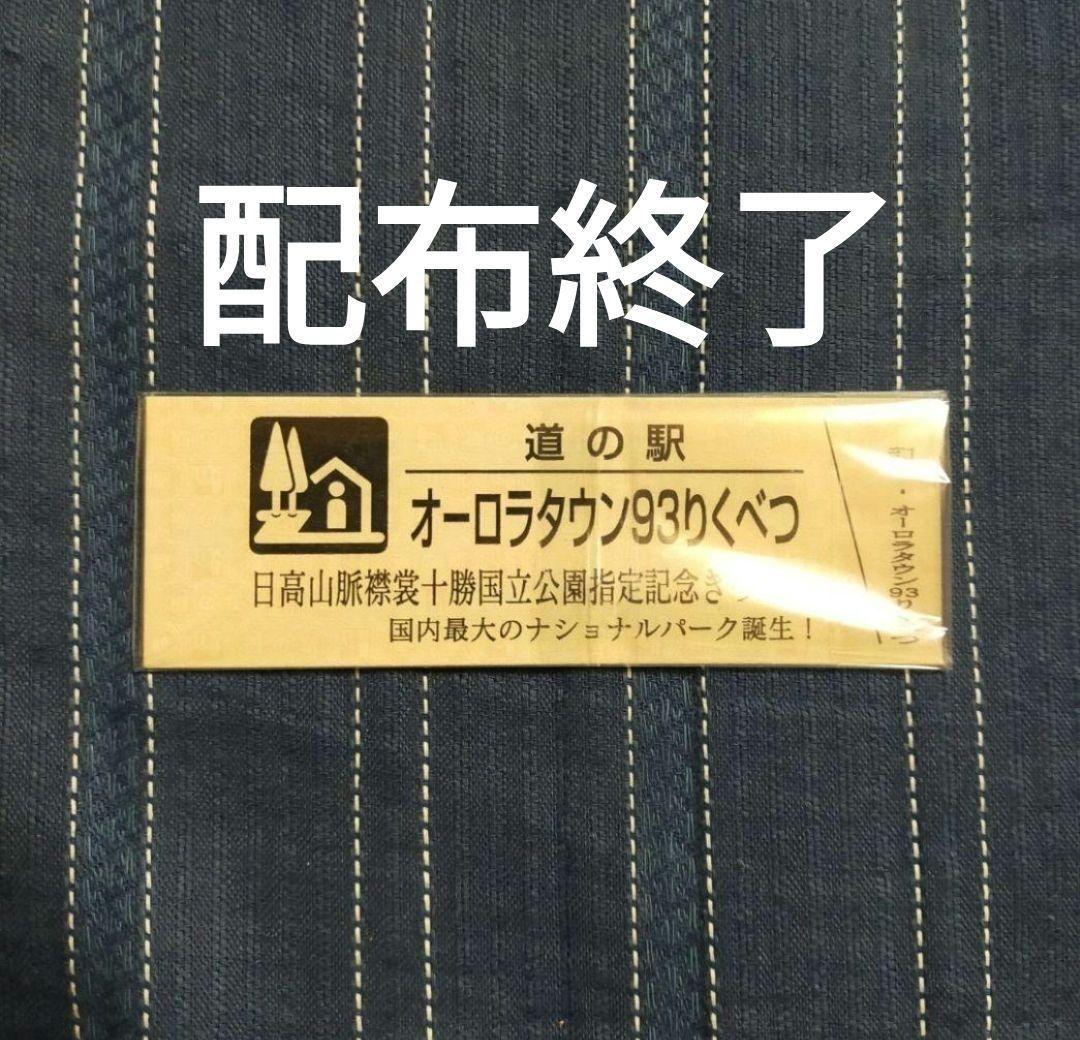 配布終了
道の駅
オーロラタウン93りくべつ
日高山脈襟裳十勝国立公園指定記念き
国内最大のナショナルパーク誕生!
・オーロラタウン93り